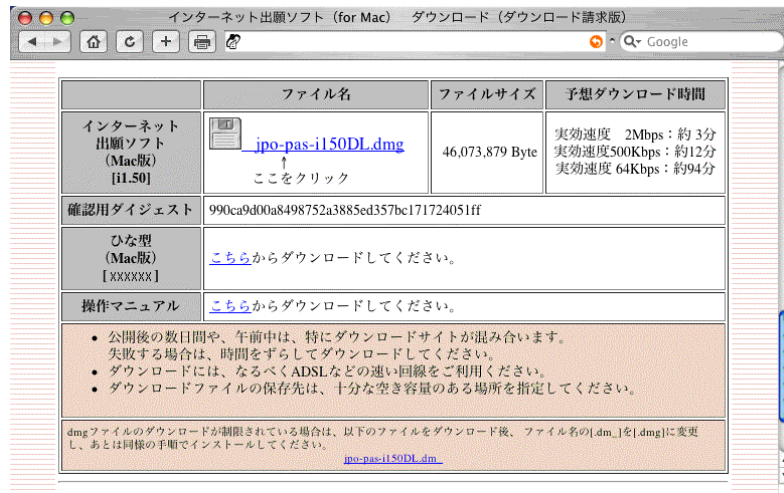 インターネット出願ソフト（for Mac） ダウンロード（ダウンロード請求版）
Google
ファイル名 ファイルサイズ 予想ダウンロード時間
インターネット
出願ソフト
（Mac版）
[i1.50]
jpo-pas-i150DL.dmg
↑
ここをクリック
46,073,879 Byte
実効速度 2Mbps：約 3分
実効速度500Kbps：約12分
実効速度 64Kbps：約94分
確認用ダイジェスト 990ca9d00a8498752a3885ed357bc171724051ff
ひな型
（Mac版）
[xxxxxx]
こちらからダウンロードしてください。
操作マニュアル こちらからダウンロードしてください。
• 公開後の数日間や、午前中は、特にダウンロードサイトが混み合います。
失敗する場合は、時間をずらしてダウンロードしてください。
• ダウンロードには、なるべくADSLなどの速い回線をご利用ください。
• ダウンロードファイルの保存先は、十分な空き容量のある場所を指定してください。
dmgファイルのダウンロードが制限されている場合は、以下のファイルをダウンロード後、 ファイル名の[.dm_]を[.dmg]に変更
し、あとは同様の手順でインストールしてください。
jpo-pas-i150DL.dm_